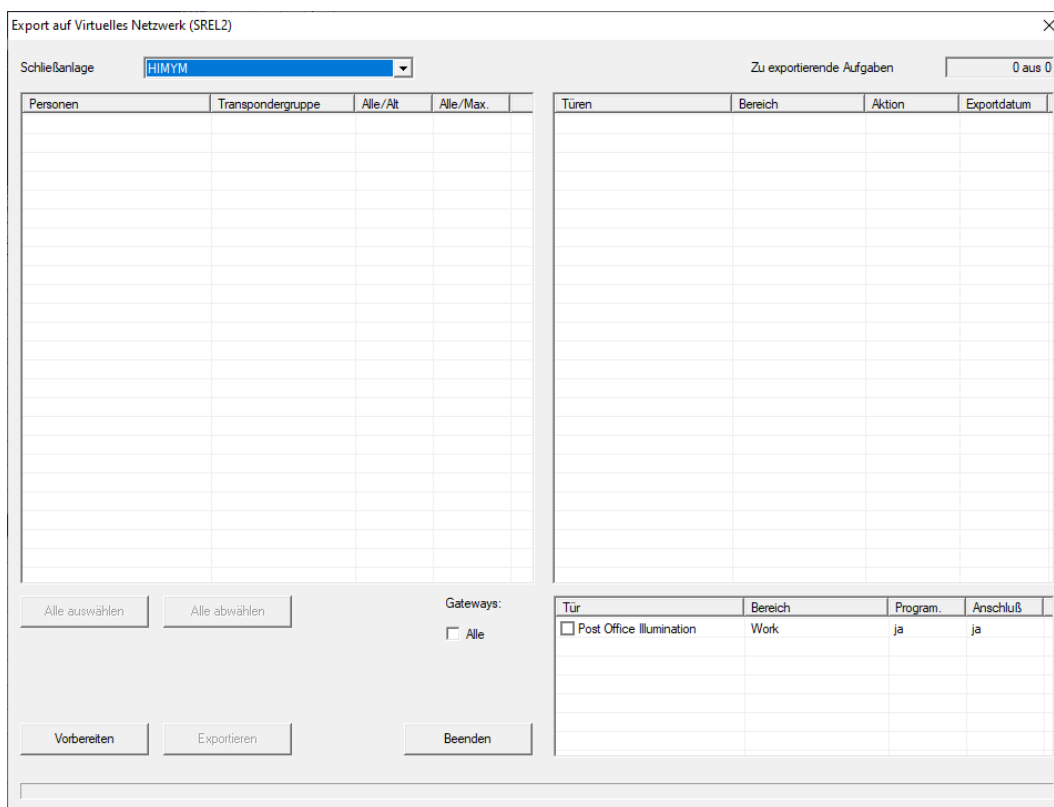 Export auf Virtuelles Netzwerk (SREL2)
Schließanlage HIMYM Zu exportierende Aufgaben 0 aus 0
Personen Transpondergruppe Alle/Alt Alle/Max. Türen Bereich Aktion Exportdatum
Alle auswählen Alle abwählen Gateways: Tür Bereich Program. Anschluß
Alle Post Office Illumination Work ja ja
Vorbereiten Exportieren Beenden